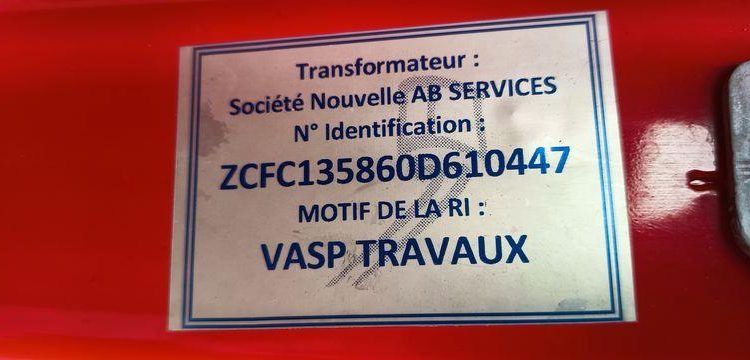 Transformateur :
Société Nouvelle AB SERVICES
N° Identification :
ZCFC135860D610447
MOTIF DE LA RI :
VASP TRAVAUX